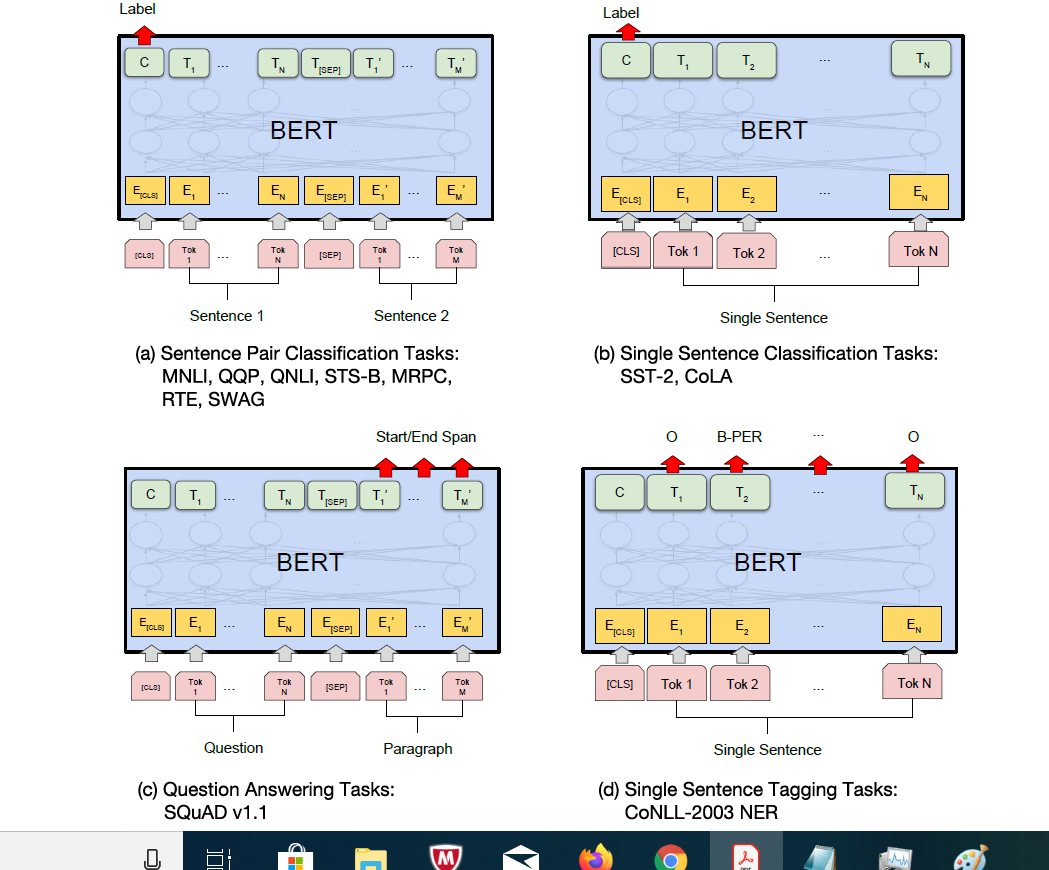 Label
C T1 ... TN T[SEP] T1' ... TM'
...
BERT
...
E[CLS] E1 ... EN E[SEP] E1' ... EM'
[CLS] Tok 1 ... Tok N [SEP] Tok 1 ... Tok M
Sentence 1 Sentence 2
(a) Sentence Pair Classification Tasks:
MNLI, QQP, QNLI, STS-B, MRPC,
RTE, SWAG
Label
C T1 T2 ... TN
...
BERT
...
E[CLS] E1 E2 ... EN
[CLS] Tok 1 Tok 2 ... Tok N
Single Sentence
(b) Single Sentence Classification Tasks:
SST-2, CoLA
Start/End Span
C T1 ... TN T[SEP] T1' ... TM'
...
BERT
...
E[CLS] E1 ... EN E[SEP] E1' ... EM'
[CLS] Tok 1 ... Tok N [SEP] Tok 1 ... Tok M
Question Paragraph
(c) Question Answering Tasks:
SQuAD v1.1
O B-PER ... O
C T1 T2 ... TN
...
BERT
...
E[CLS] E1 E2 ... EN
[CLS] Tok 1 Tok 2 ... Tok N
Single Sentence
(d) Single Sentence Tagging Tasks:
CoNLL-2003 NER
PDF